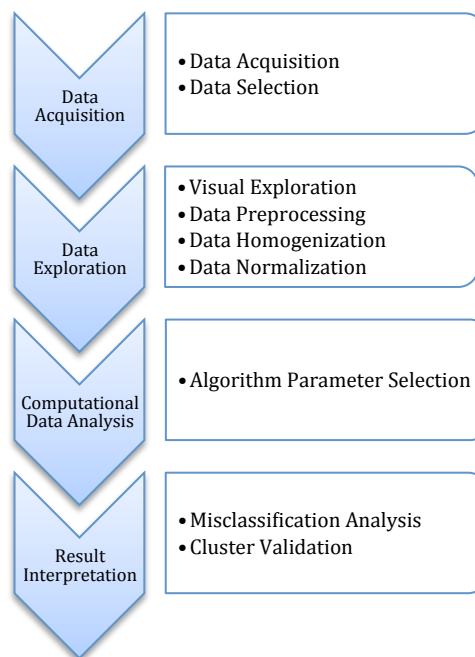 Data
Acquisition
• Data Acquisition
• Data Selection
Data
Exploration
• Visual Exploration
• Data Preprocessing
• Data Homogenization
• Data Normalization
Computational
Data Analysis
• Algorithm Parameter Selection
Result
Interpretation
• Misclassification Analysis
• Cluster Validation